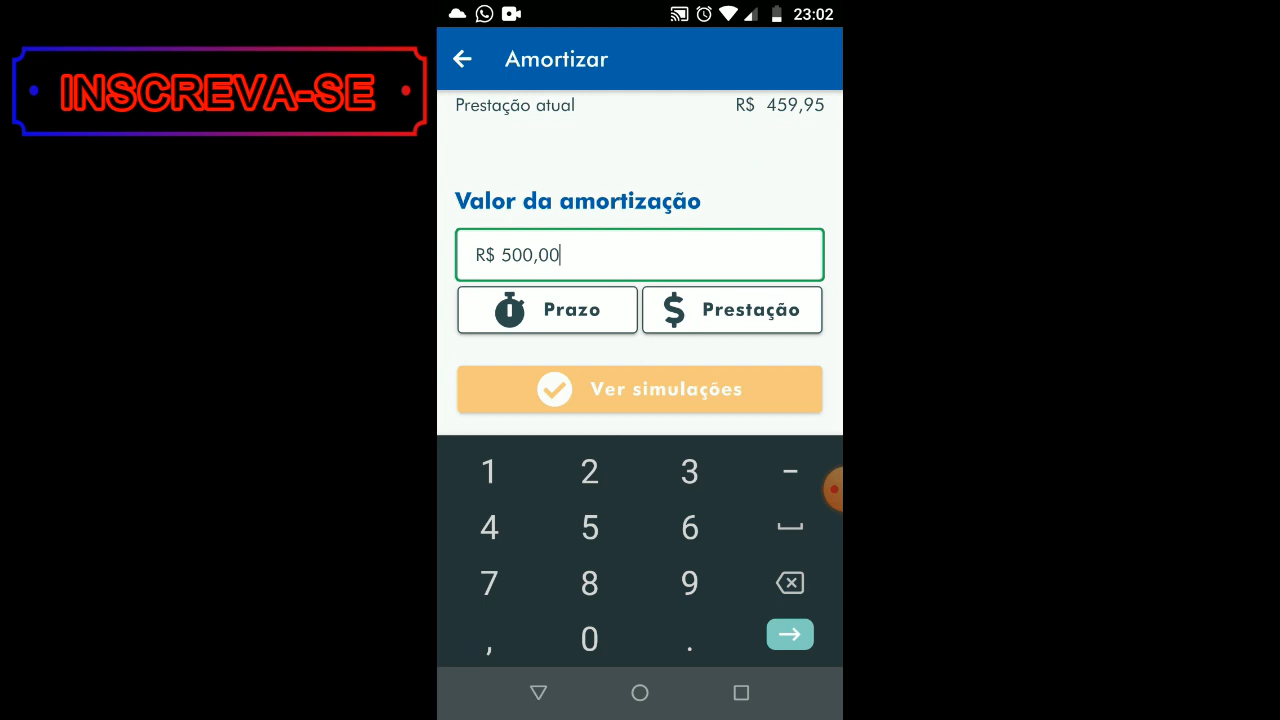 23:02
INSCREVA-SE
Amortizar
Prestação atual R$ 459,95
Valor da amortização
R$ 500,00
Prazo Prestação
Ver simulações
1 2 3 -
4 5 6
7 8 9
, 0 .